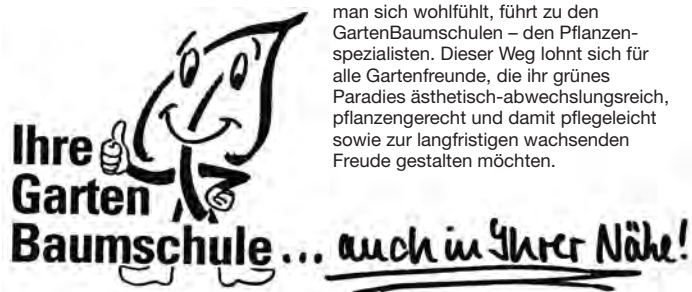 man sich wohlfühlt, führt zu den
GartenBaumschulen – den Pflanzen-
spezialisten. Dieser Weg lohnt sich für
alle Gartenfreunde, die ihr grünes
Paradies ästhetisch-abwechslungsreich,
pflanzengerecht und damit pflegeleicht
sowie zur langfristigen wachsenden
Freude gestalten möchten.
Ihre
Garten
Baumschule... auch in Ihrer Nähe!